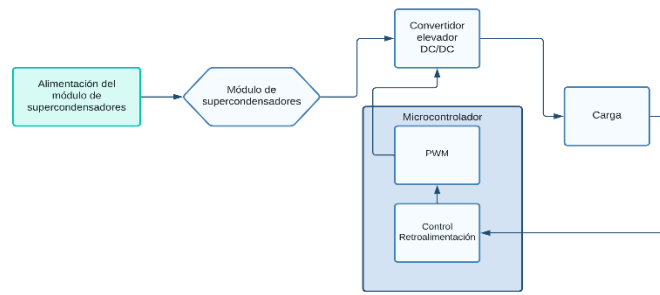 Alimentación del
módulo de
supercondensadores
Módulo de
supercondensadores
Convertidor
elevador
DC/DC
Carga
Microcontrolador
PWM
Control
Retroalimentación